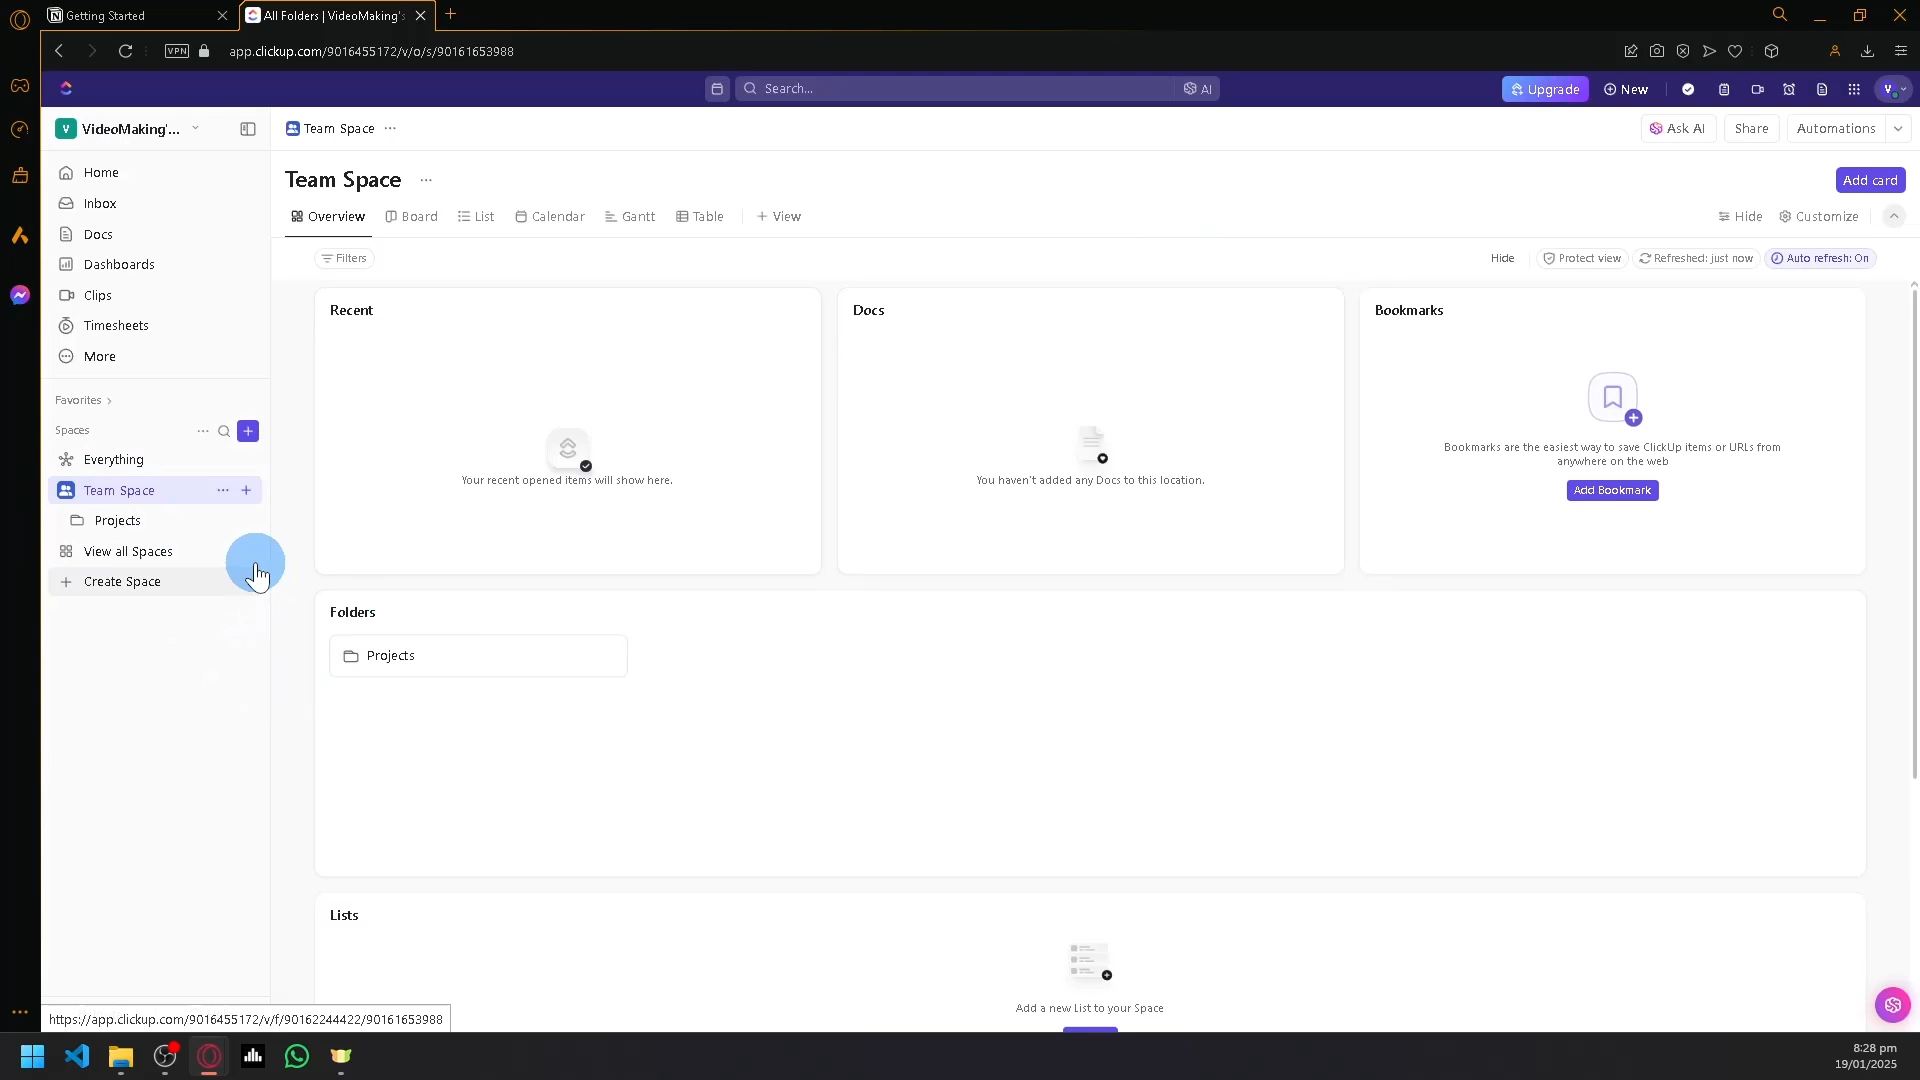 Getting Started
All Folders | VideoMaking's
VPN
app.clickup.com/9016455172/v/o/s/90161653988
Search...
AI
Upgrade
New
V
V VideoMaking'...
Team Space
Ask AI
Share
Automations
Home
Inbox
Docs
Dashboards
Clips
Timesheets
More
Favorites
Spaces
Everything
Team Space
Projects
View all Spaces
Create Space
Team Space
Add card
Overview
Board
List
Calendar
Gantt
Table
View
Hide
Customize
Filters
Hide
Protect view
Refreshed: just now
Auto refresh: On
Recent
Your recent opened items will show here.
Docs
You haven't added any Docs to this location.
Bookmarks
Bookmarks are the easiest way to save ClickUp items or URLs from
anywhere on the web
Add Bookmark
Folders
Projects
Lists
Add a new List to your Space
https://app.clickup.com/9016455172/v/f/90162244422/90161653988
8:28 pm
19/01/2025